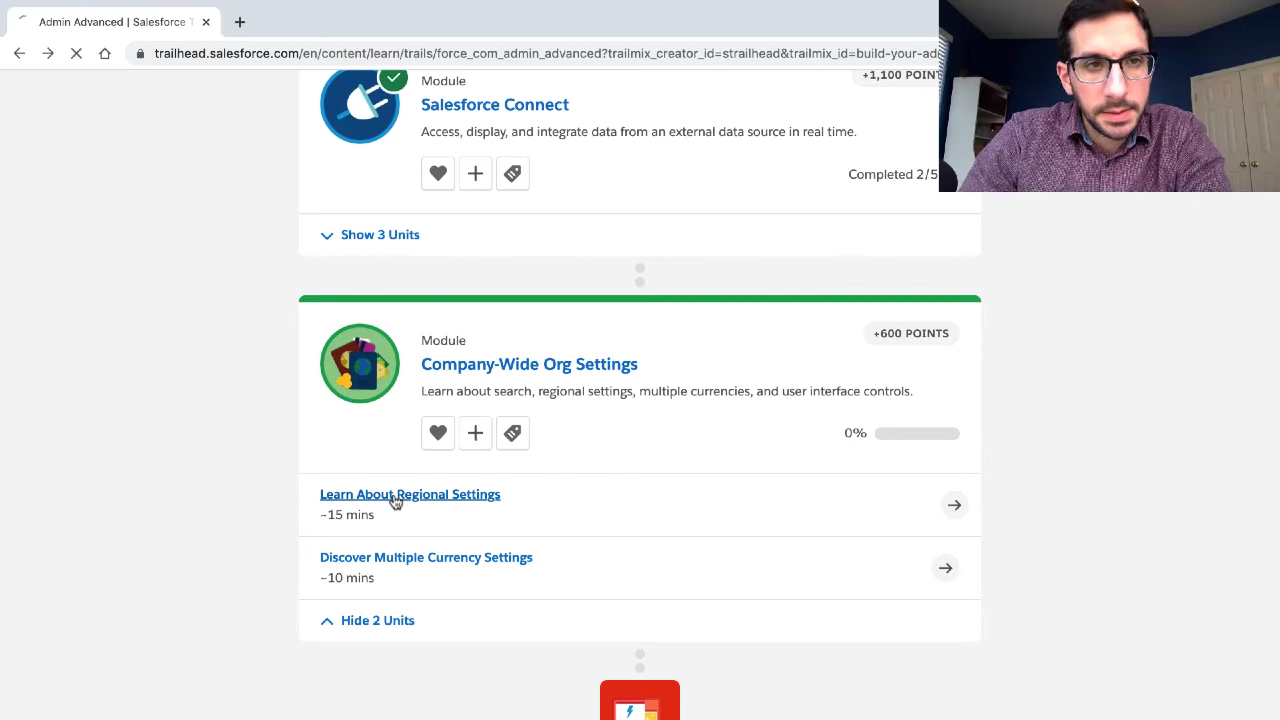 Admin Advanced | Salesforce T
trailhead.salesforce.com/en/content/learn/trails/force_com_admin_advanced?trailmix_creator_id=strailhead&trailmix_id=build-your-ad
Module
+1,100 POINT
Salesforce Connect
Access, display, and integrate data from an external data source in real time.
Completed 2/5
Show 3 Units
Module
+600 POINTS
Company-Wide Org Settings
Learn about search, regional settings, multiple currencies, and user interface controls.
0%
Learn About Regional Settings
~15 mins
Discover Multiple Currency Settings
~10 mins
Hide 2 Units